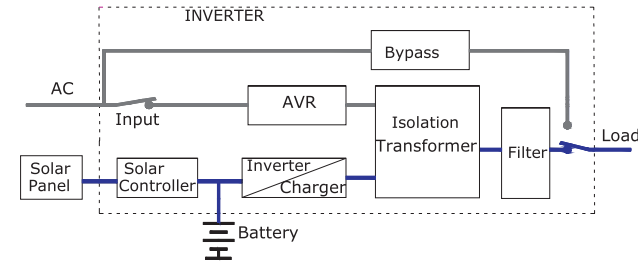 INVERTER
Bypass
AC
Input
AVR
Isolation
Transformer
Filter
Load
Solar
Panel
Solar
Controller
Inverter
Charger
Battery